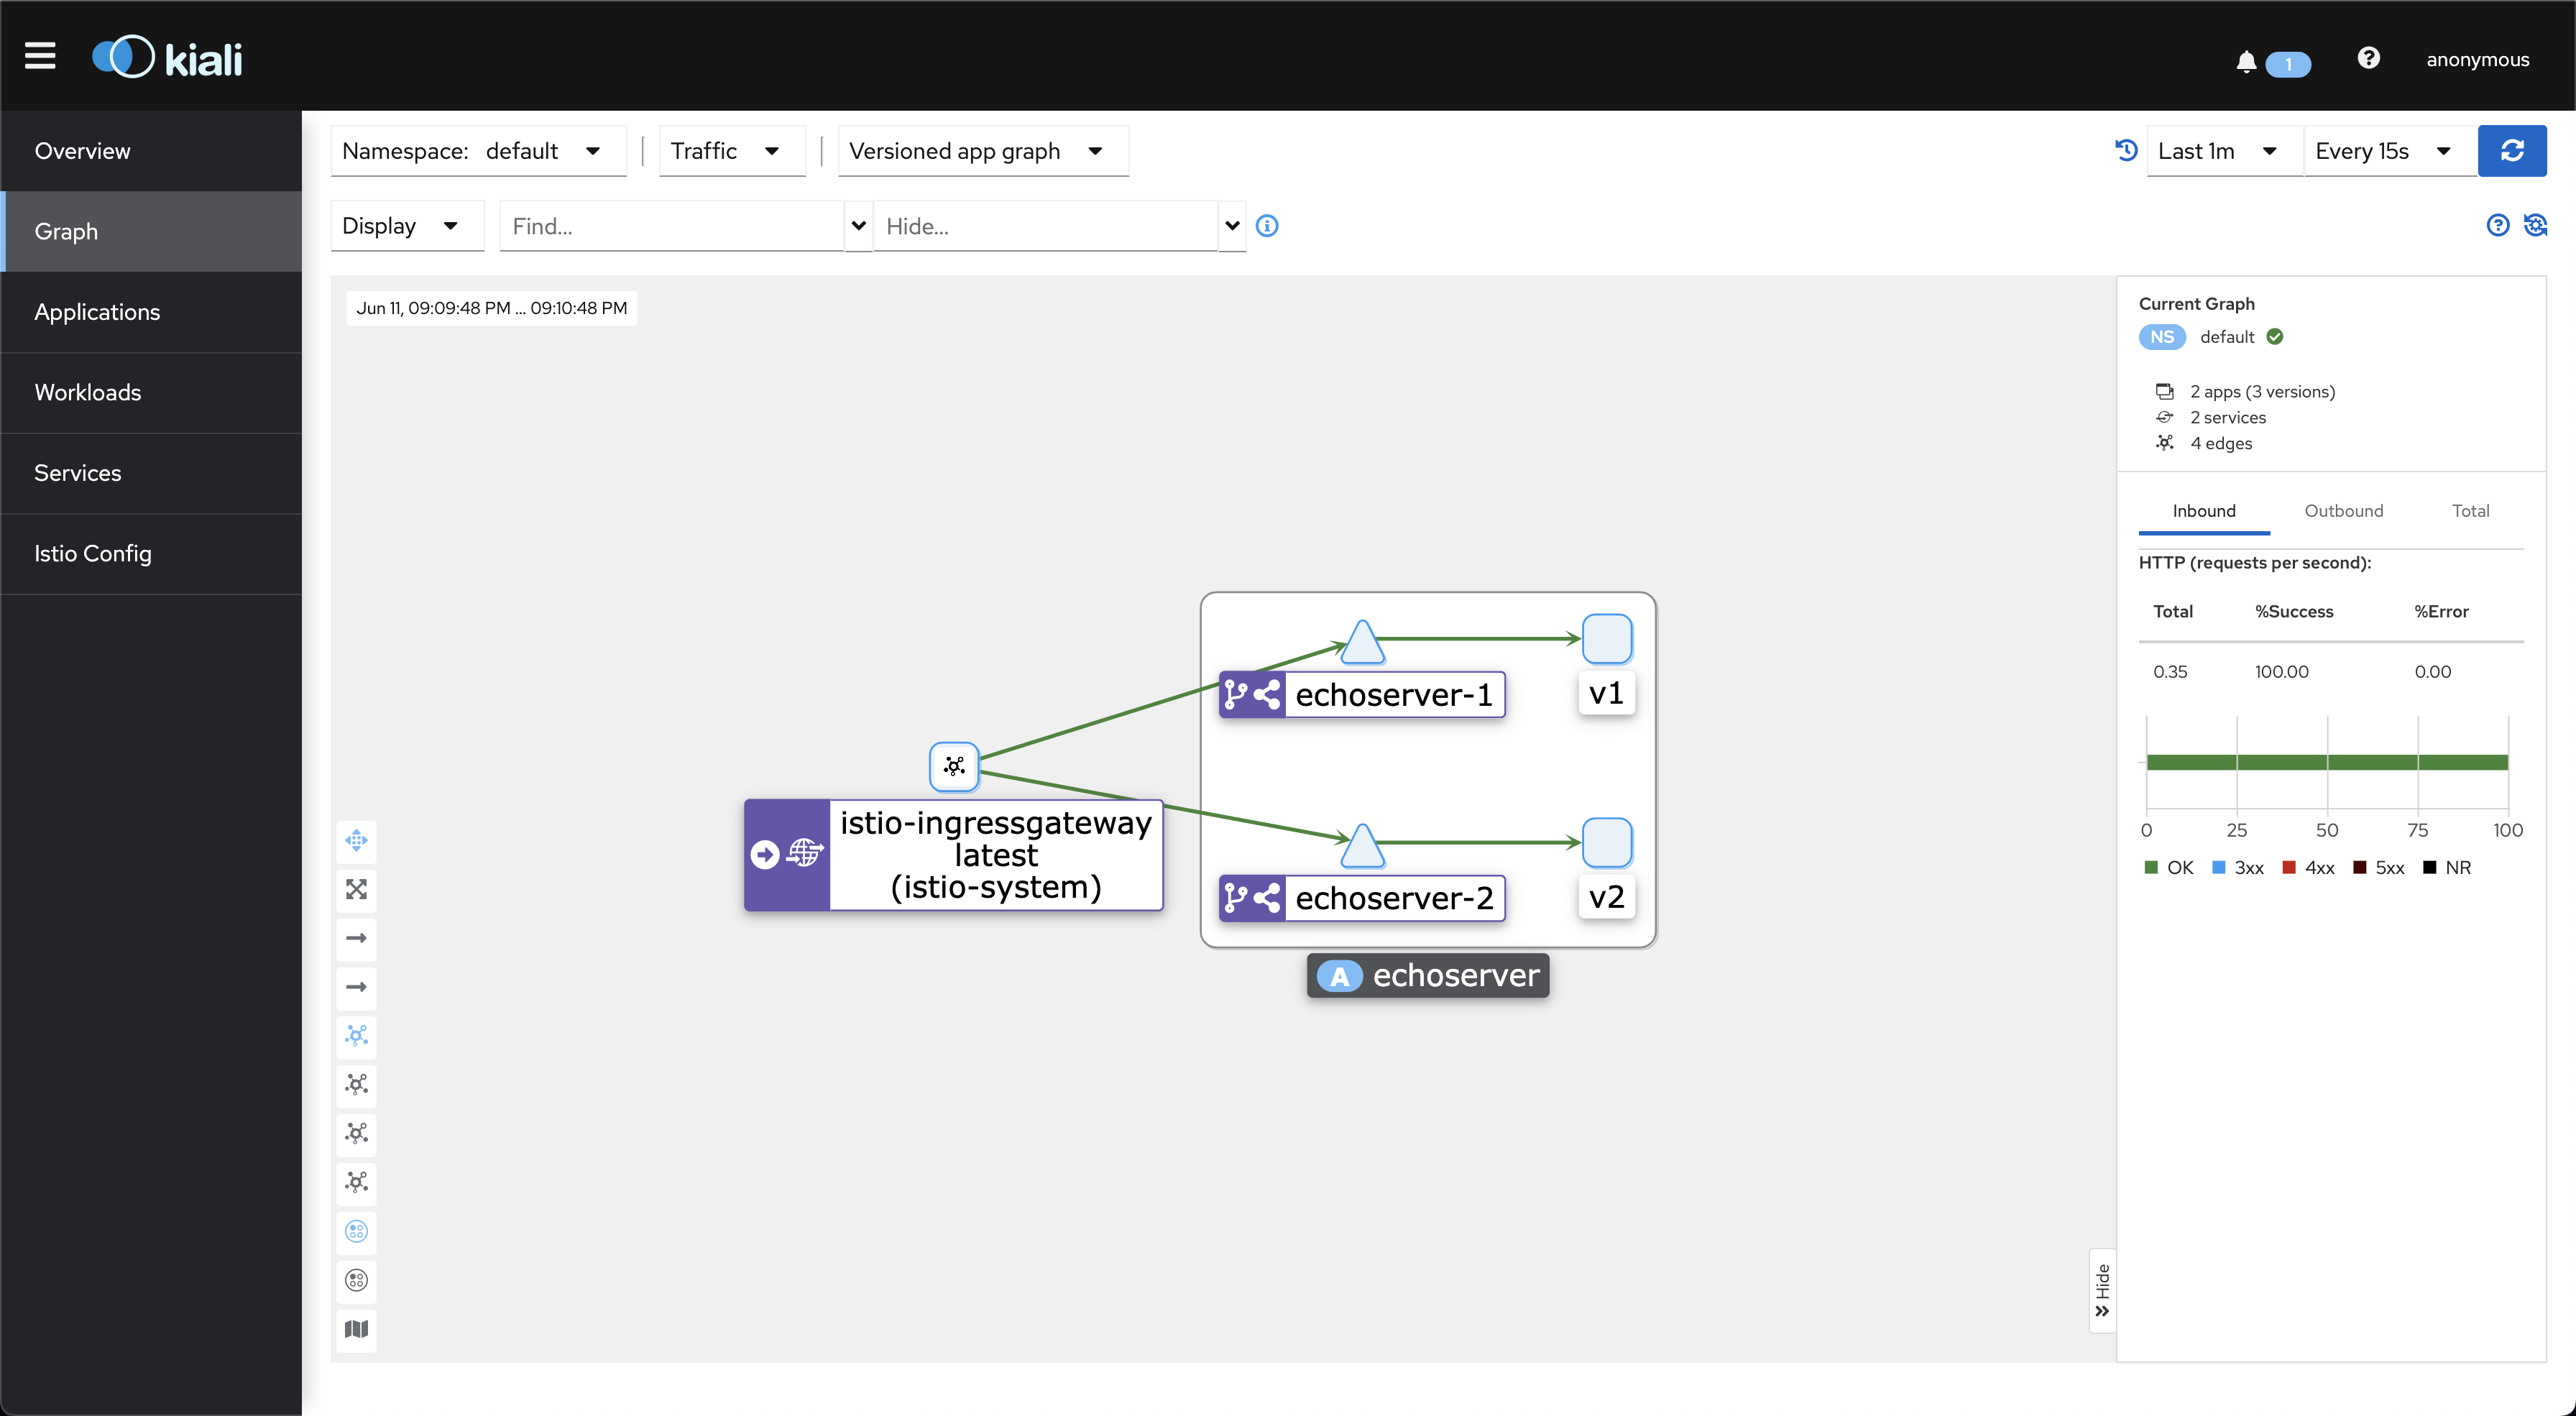 kiali
1
anonymous
Overview
Graph
Applications
Workloads
Services
Istio Config
Namespace: default
Traffic
Versioned app graph
Last 1m
Every 15s
Display
Find...
Hide...
Jun 11, 09:09:48 PM ... 09:10:48 PM
echoserver-1
v1
istio-ingressgateway
latest
(istio-system)
echoserver-2
v2
A echoserver
Hide
Current Graph
NS default
2 apps (3 versions)
2 services
4 edges
Inbound Outbound Total
HTTP (requests per second):
Total %Success %Error
0.35 100.00 0.00
0 25 50 75 100
OK 3xx 4xx 5xx NR